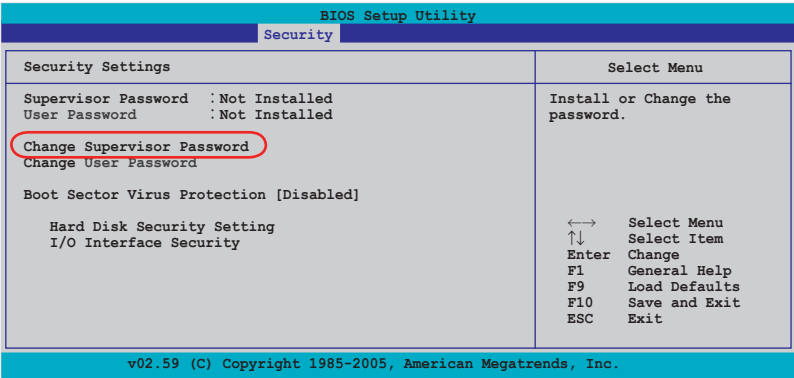 BIOS Setup Utility
Security
Security Settings
Supervisor Password : Not Installed
User Password : Not Installed
Change Supervisor Password
Change User Password
Boot Sector Virus Protection [Disabled]
Hard Disk Security Setting
I/O Interface Security
Select Menu
Install or Change the
password.
←→ Select Menu
↑↓ Select Item
Enter Change
F1 General Help
F9 Load Defaults
F10 Save and Exit
ESC Exit
v02.59 (C) Copyright 1985-2005, American Megatrends, Inc.